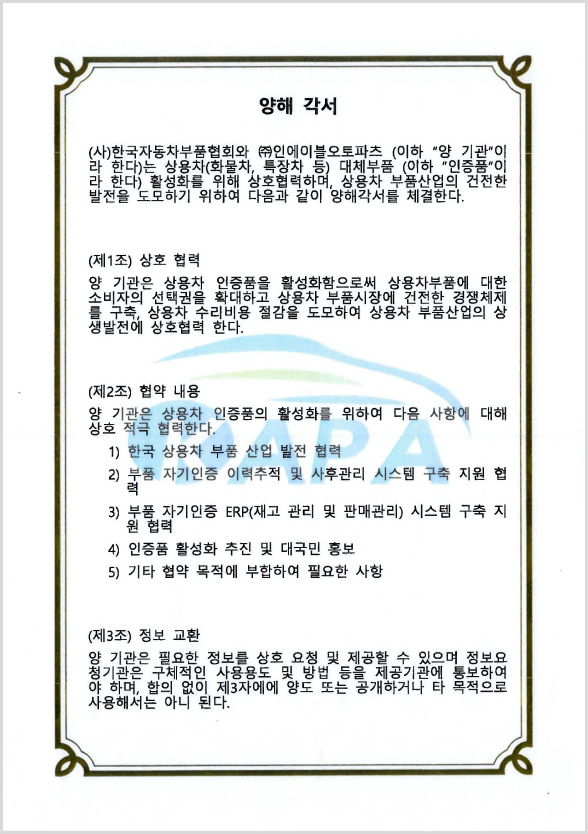 양해 각서
(사)한국자동차부품협회와 ㈜인에이블오토파츠 (이하 "양 기관"이
라 한다)는 상용차(화물차, 특장차 등) 대체부품 (이하 "인증품"이
라 한다) 활성화를 위해 상호협력하며, 상용차 부품산업의 건전한
발전을 도모하기 위하여 다음과 같이 양해각서를 체결한다.
(제1조) 상호 협력
양 기관은 상용차 인증품을 활성화함으로써 상용차부품에 대한
소비자의 선택권을 확대하고 상용차 부품시장에 건전한 경쟁체제
를 구축, 상용차 수리비용 절감을 도모하여 상용차 부품산업의 상
생발전에 상호협력 한다.
(제2조) 협약 내용
양 기관은 상용차 인증품의 활성화를 위하여 다음 사항에 대해
상호 적극 협력한다.
KAPA
1) 한국 상용차 부품 산업 발전 협력
2) 부품 자기인증 이력추적 및 사후관리 시스템 구축 지원 협
력
3) 부품 자기인증 ERP(재고 관리 및 판매관리) 시스템 구축 지
원 협력
4) 인증품 활성화 추진 및 대국민 홍보
5) 기타 협약 목적에 부합하여 필요한 사항
(제3조) 정보 교환
양 기관은 필요한 정보를 상호 요청 및 제공할 수 있으며 정보요
청기관은 구체적인 사용용도 및 방법 등을 제공기관에 통보하여
야 하며, 합의 없이 제3자에에 양도 또는 공개하거나 타 목적으로
사용해서는 아니 된다.